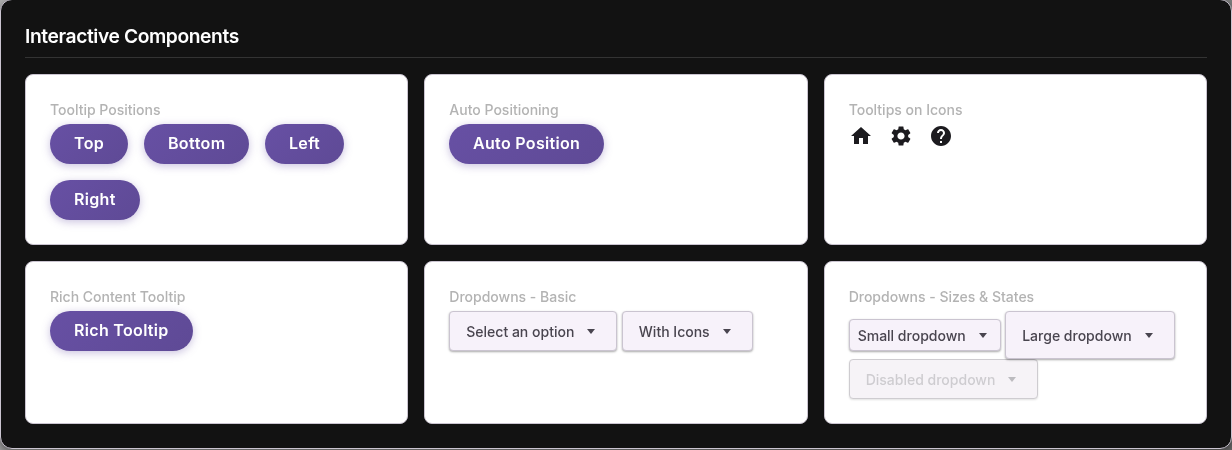 Interactive Components
Tooltip Positions
Top Bottom Left
Right
Auto Positioning
Auto Position
Tooltips on Icons
?
Rich Content Tooltip
Rich Tooltip
Dropdowns - Basic
Select an option With Icons
Dropdowns - Sizes & States
Small dropdown Large dropdown
Disabled dropdown